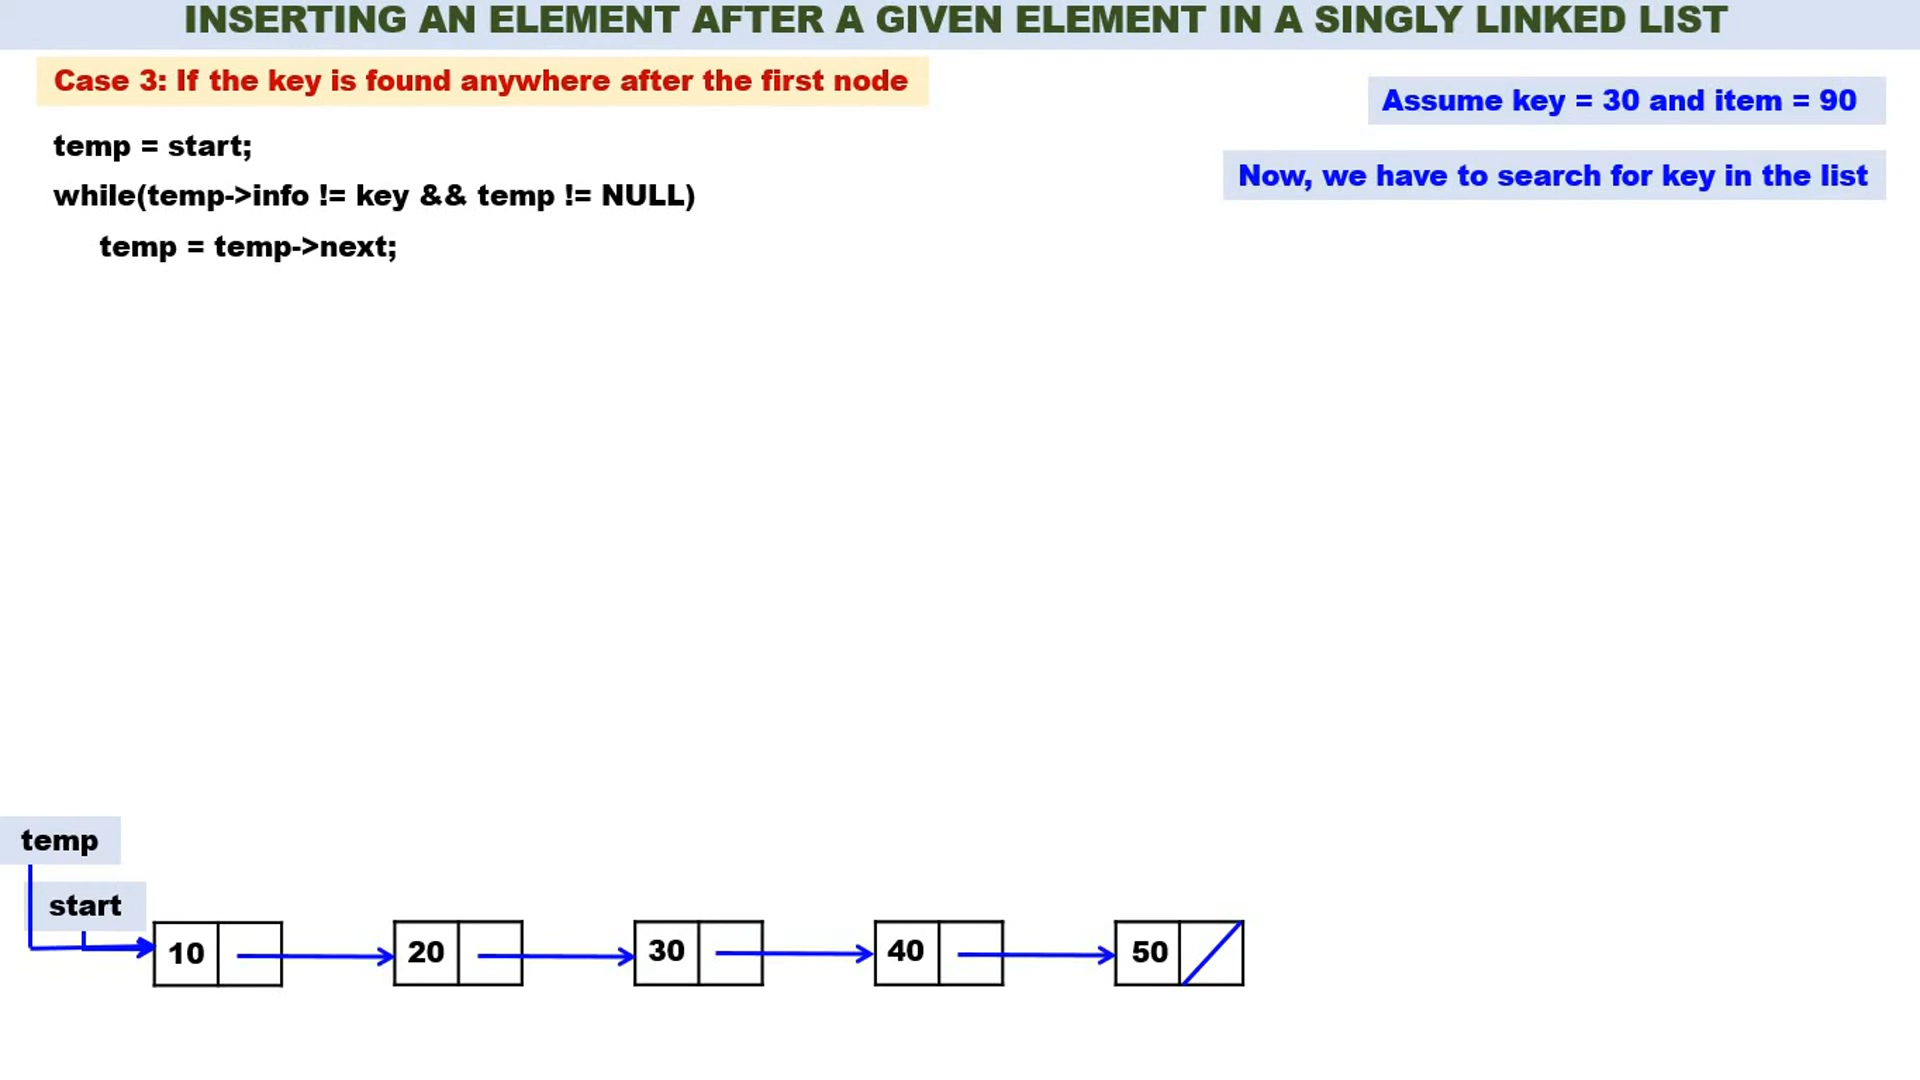 INSERTING AN ELEMENT AFTER A GIVEN ELEMENT IN A SINGLY LINKED LIST
Case 3: If the key is found anywhere after the first node
Assume key = 30 and item = 90
temp = start;
Now, we have to search for key in the list
while(temp->info != key && temp != NULL)
temp = temp->next;
temp
start
10 20 30 40 50